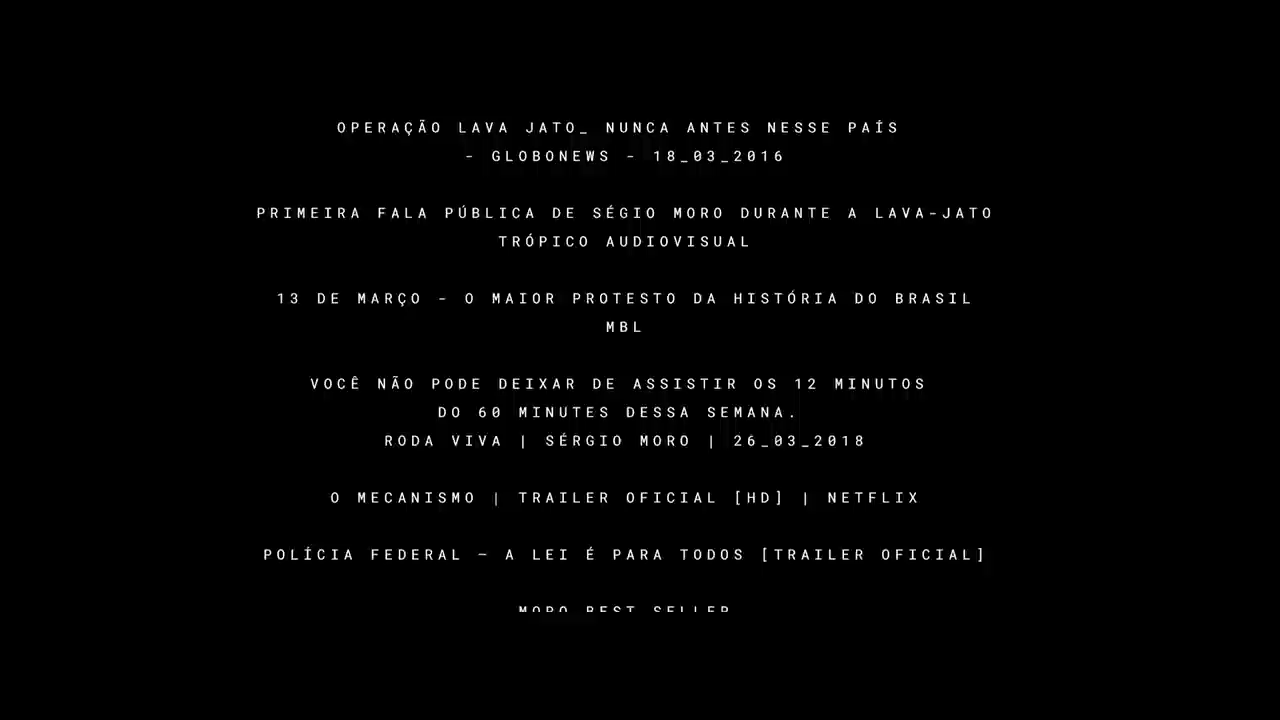 OPERAÇÃO LAVA JATO_ NUNCA ANTES NESSE PAÍS
- GLOBONEWS - 18_03_2016
PRIMEIRA FALA PÚBLICA DE SÉGIO MORO DURANTE A LAVA-JATO
TRÓPICO AUDIOVISUAL
13 DE MARÇO - O MAIOR PROTESTO DA HISTÓRIA DO BRASIL
MBL
VOCÊ NÃO PODE DEIXAR DE ASSISTIR OS 12 MINUTOS
DO 60 MINUTES DESSA SEMANA.
RODA VIVA | SÉRGIO MORO | 26_03_2018
O MECANISMO | TRAILER OFICIAL [HD] | NETFLIX
POLÍCIA FEDERAL – A LEI É PARA TODOS [TRAILER OFICIAL]
MORO BEST SELLER